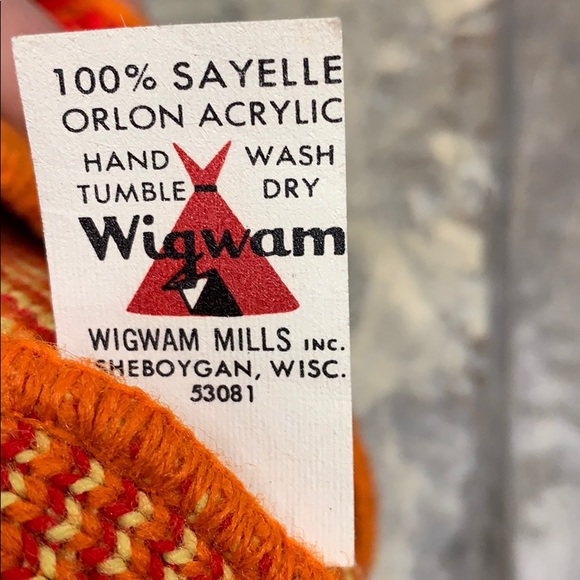 100% SAYELLE
ORLON ACRYLIC
HAND WASH
TUMBLE DRY
Wigwam
WIGWAM MILLS INC.
SHEBOYGAN, WISC.
53081